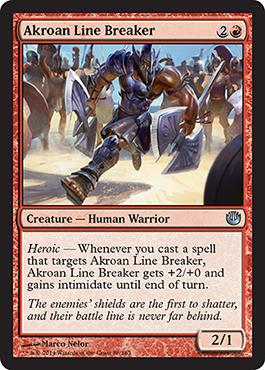 Akroan Line Breaker 2
Creature — Human Warrior
Heroic — Whenever you cast a spell
that targets Akroan Line Breaker,
Akroan Line Breaker gets +2/+0 and
gains intimidate until end of turn.
The enemies' shields are the first to shatter,
and their battle line is never far behind.
Marco Nelor
2/1